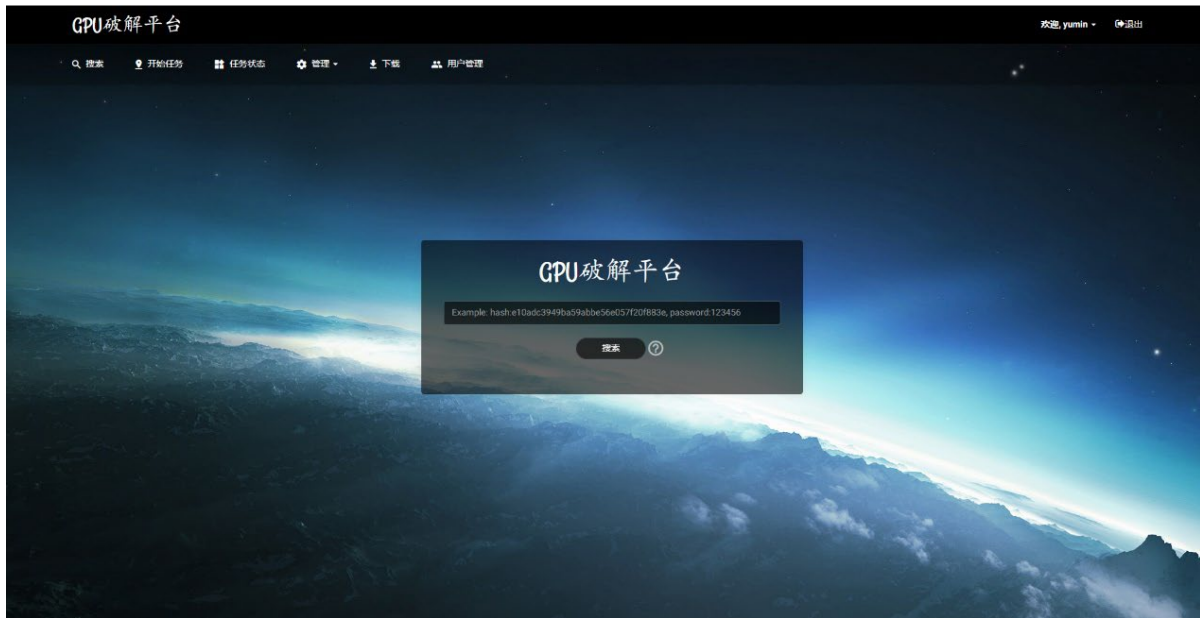 GPU破解平台
欢迎, yumin
退出
搜索 开始任务 任务状态 管理 下载 用户管理
GPU破解平台
Example: hash:e10adc3949ba59abbe56e057f20f883e, password:123456
搜索